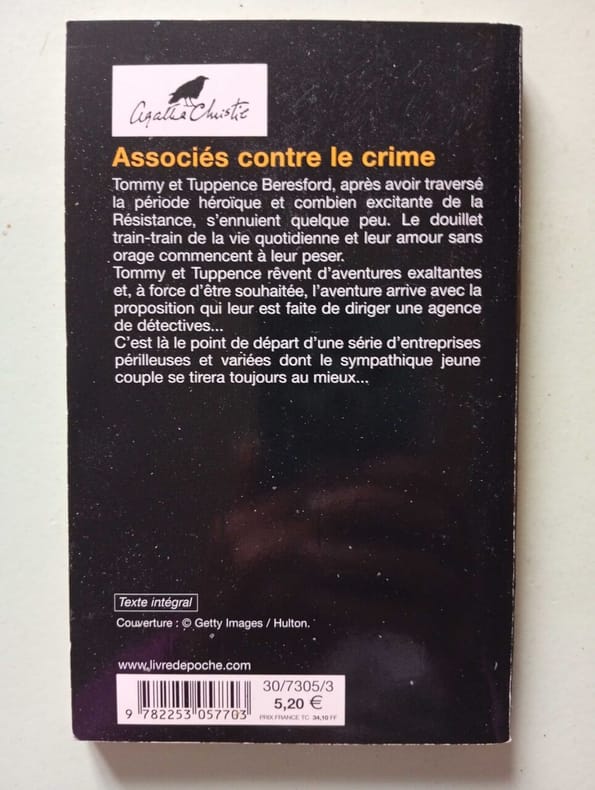 Agatha Christie
Associés contre le crime
Tommy et Tuppence Beresford, après avoir traversé
la période héroïque et combien excitante de la
Résistance, s'ennuient quelque peu. Le douillet
train-train de la vie quotidienne et leur amour sans
orage commencent à leur peser.
Tommy et Tuppence rêvent d'aventures exaltantes
et, à force d'être souhaitée, l'aventure arrive avec la
proposition qui leur est faite de diriger une agence
de détectives...
C'est là le point de départ d'une série d'entreprises
périlleuses et variées dont le sympathique jeune
couple se tirera toujours au mieux...
Texte intégral
Couverture : © Getty Images / Hulton.
www.livredepoche.com
30/7305/3
5,20 €
PRIX FRANCE TC 34,10 FF
9 782253 057703